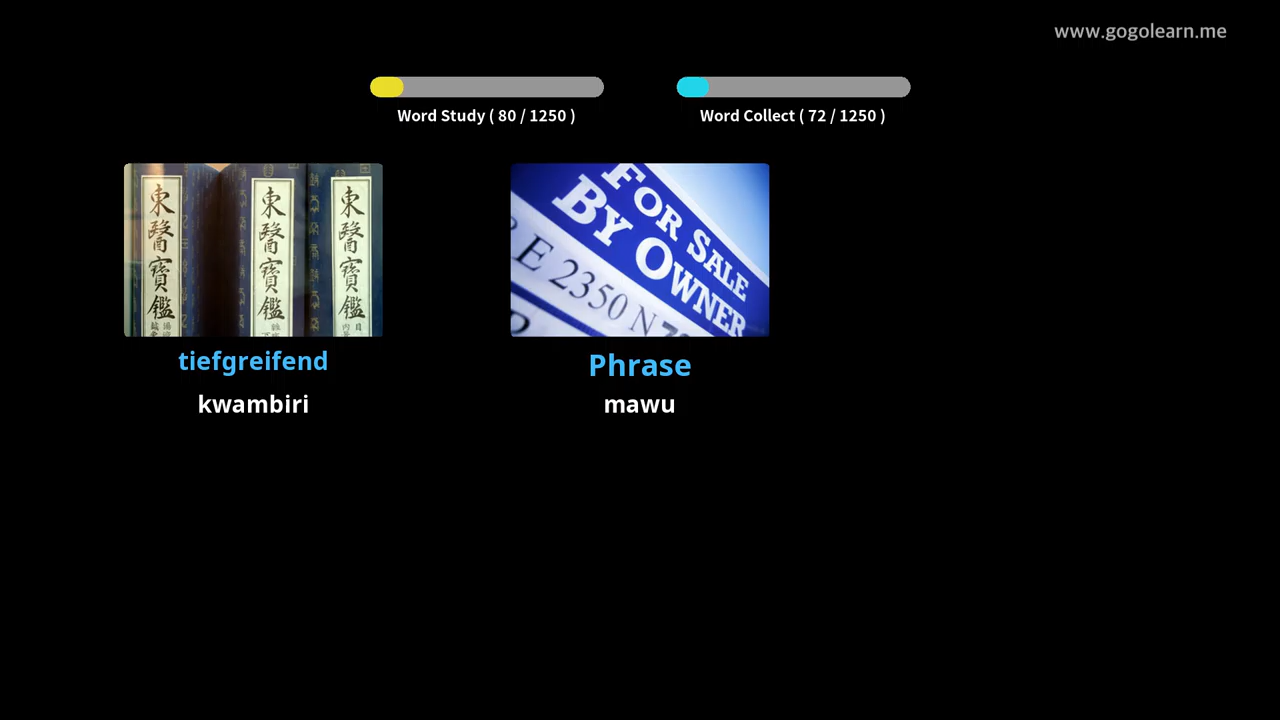 www.gogolearn.me
Word Study ( 80 / 1250 )
Word Collect ( 72 / 1250 )
東醫寶鑑
東醫寶鑑
東醫寶鑑
FOR SALE
BY OWNER
E 2350 N
tiefgreifend
kwambiri
Phrase
mawu